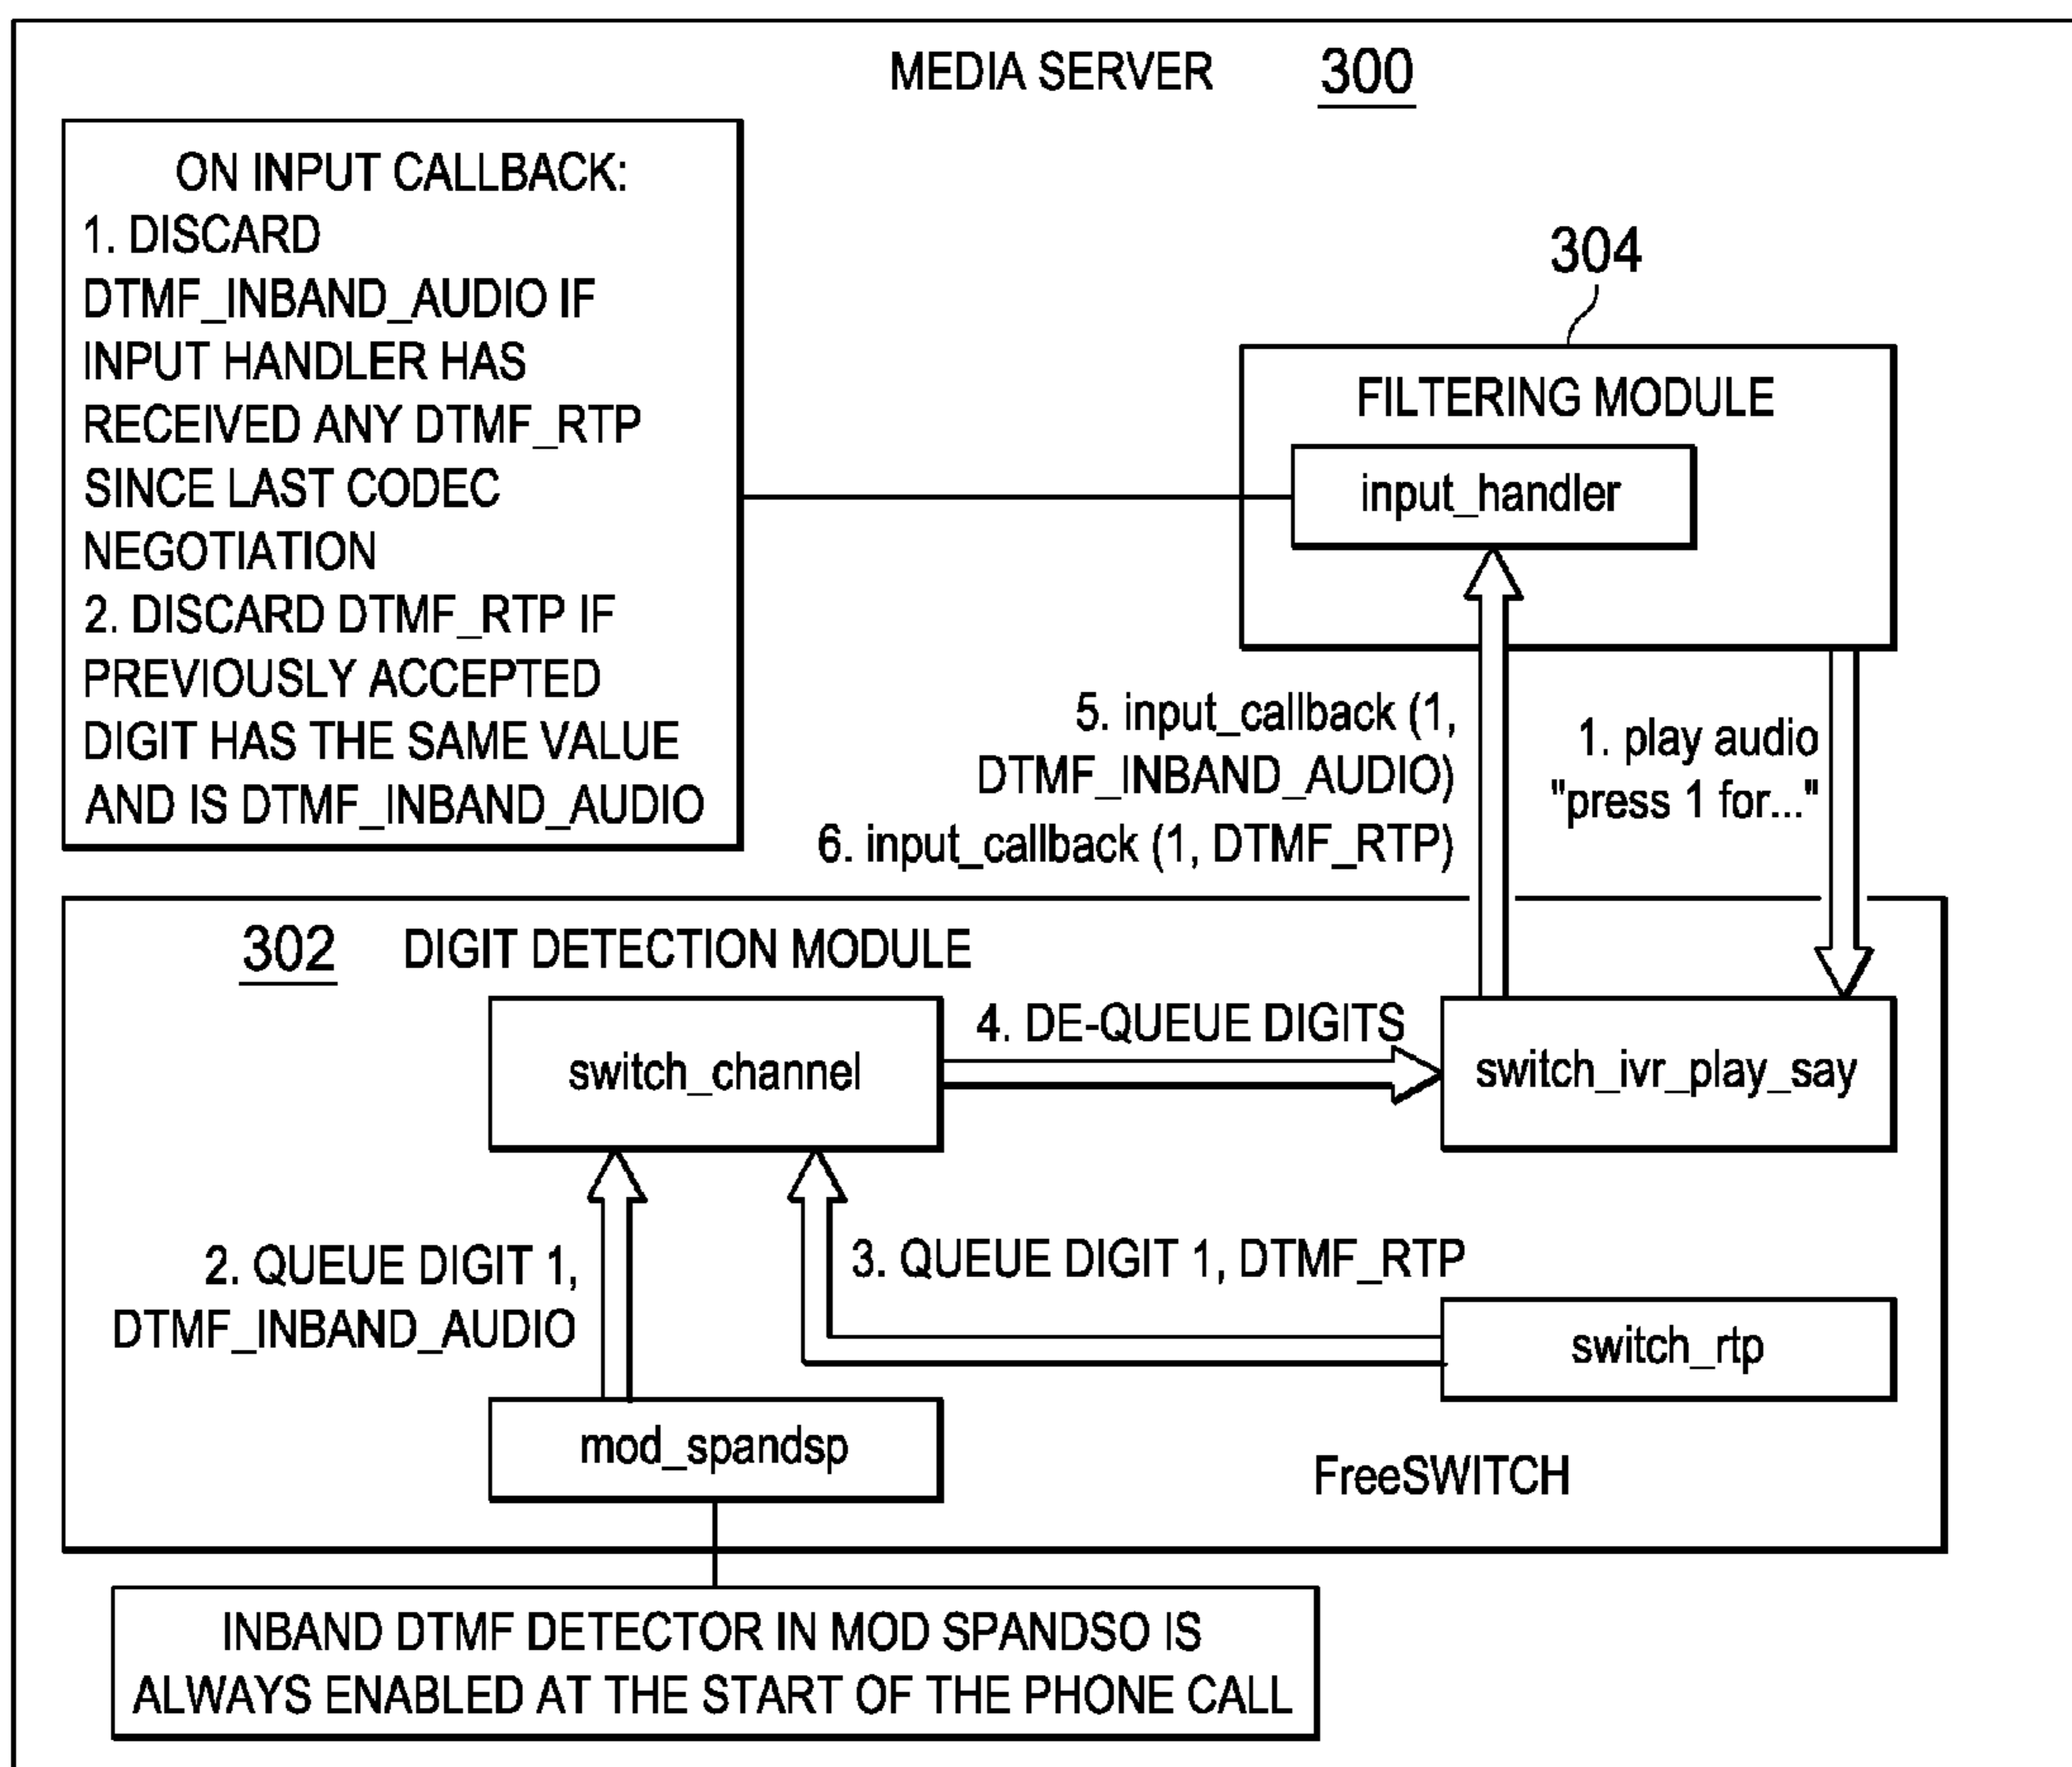 MEDIA SERVER 300
ON INPUT CALLBACK:
1. DISCARD
DTMF_INBAND_AUDIO IF
INPUT HANDLER HAS
RECEIVED ANY DTMF_RTP
SINCE LAST CODEC
NEGOTIATION
2. DISCARD DTMF_RTP IF
PREVIOUSLY ACCEPTED
DIGIT HAS THE SAME VALUE
AND IS DTMF_INBAND_AUDIO
304
FILTERING MODULE
input_handler
5. input_callback (1,
DTMF_INBAND_AUDIO)
6. input_callback (1, DTMF_RTP)
1. play audio
"press 1 for..."
302 DIGIT DETECTION MODULE
switch_channel
4. DE-QUEUE DIGITS
switch_ivr_play_say
2. QUEUE DIGIT 1,
DTMF_INBAND_AUDIO
3. QUEUE DIGIT 1, DTMF_RTP
switch_rtp
mod_spandsp
FreeSWITCH
INBAND DTMF DETECTOR IN MOD SPANDSO IS
ALWAYS ENABLED AT THE START OF THE PHONE CALL